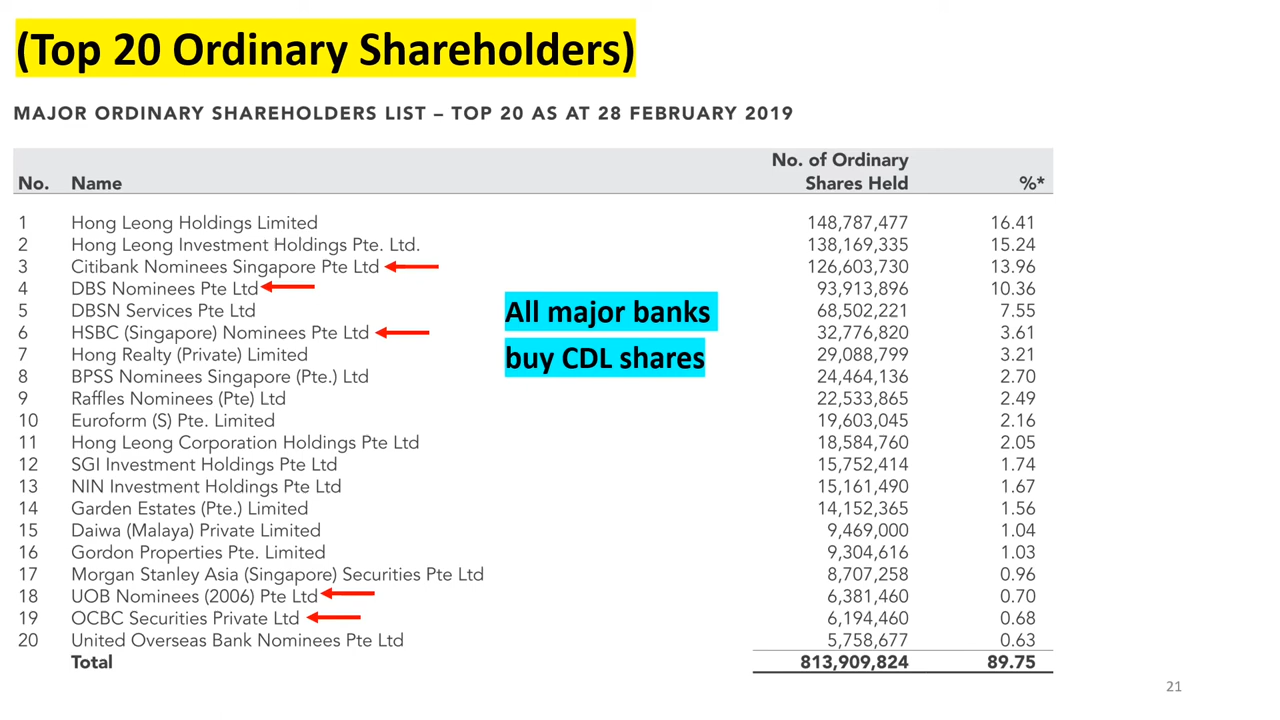 (Top 20 Ordinary Shareholders)
MAJOR ORDINARY SHAREHOLDERS LIST – TOP 20 AS AT 28 FEBRUARY 2019
No. of Ordinary
No. Name Shares Held %*
1 Hong Leong Holdings Limited 148,787,477 16.41
2 Hong Leong Investment Holdings Pte. Ltd. 138,169,335 15.24
3 Citibank Nominees Singapore Pte Ltd 126,603,730 13.96
4 DBS Nominees Pte Ltd 93,913,896 10.36
5 DBSN Services Pte Ltd 68,502,221 7.55
6 HSBC (Singapore) Nominees Pte Ltd 32,776,820 3.61
7 Hong Realty (Private) Limited 29,088,799 3.21
8 BPSS Nominees Singapore (Pte.) Ltd 24,464,136 2.70
9 Raffles Nominees (Pte) Ltd 22,533,865 2.49
10 Euroform (S) Pte. Limited 19,603,045 2.16
11 Hong Leong Corporation Holdings Pte Ltd 18,584,760 2.05
12 SGI Investment Holdings Pte Ltd 15,752,414 1.74
13 NIN Investment Holdings Pte Ltd 15,161,490 1.67
14 Garden Estates (Pte.) Limited 14,152,365 1.56
15 Daiwa (Malaya) Private Limited 9,469,000 1.04
16 Gordon Properties Pte. Limited 9,304,616 1.03
17 Morgan Stanley Asia (Singapore) Securities Pte Ltd 8,707,258 0.96
18 UOB Nominees (2006) Pte Ltd 6,381,460 0.70
19 OCBC Securities Private Ltd 6,194,460 0.68
20 United Overseas Bank Nominees Pte Ltd 5,758,677 0.63
Total 813,909,824 89.75
All major banks
buy CDL shares
21